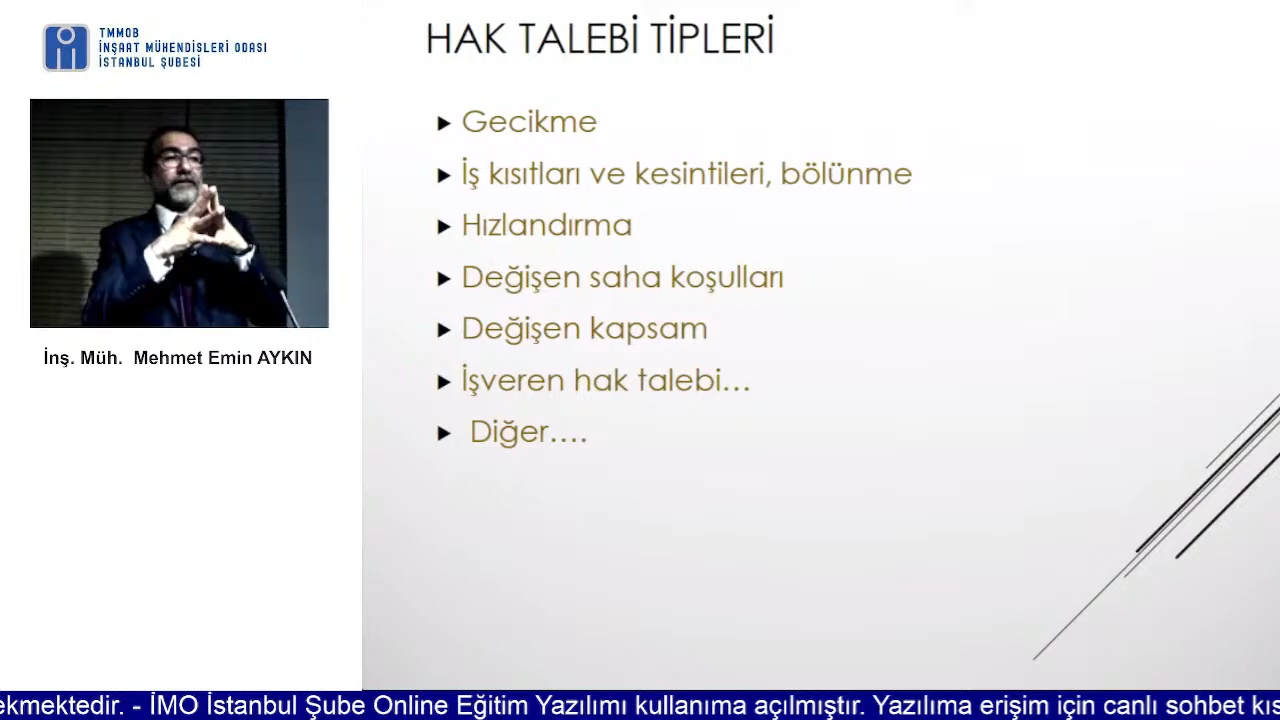 TMMOB
İNŞAAT MÜHENDİSLERİ ODASI
İSTANBUL ŞUBESİ
İnş. Müh.  Mehmet Emin AYKIN
HAK TALEBİ TİPLERİ
Gecikme
İş kısıtları ve kesintileri, bölünme
Hızlandırma
Değişen saha koşulları
Değişen kapsam
İşveren hak talebi…
Diğer….
ekmektedir. - İMO İstanbul Şube Online Eğitim Yazılımı kullanıma açılmıştır. Yazılıma erişim için canlı sohbet kıs